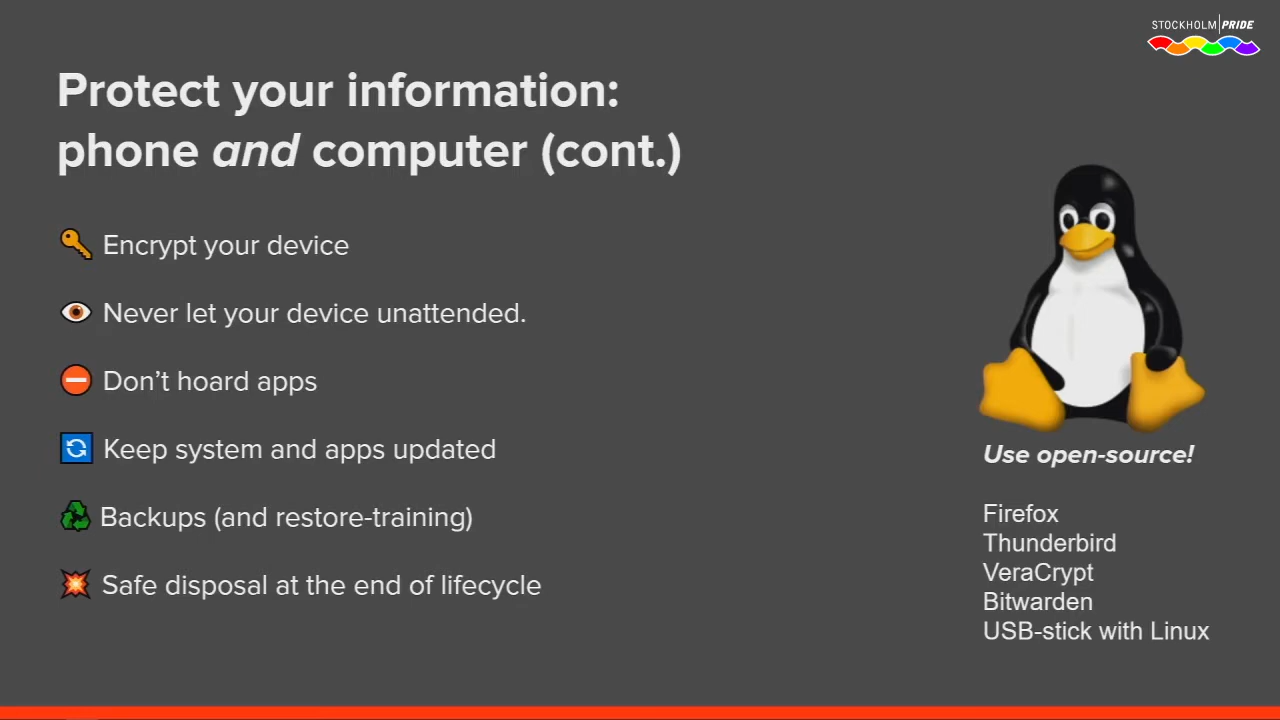 STOCKHOLM PRIDE
Protect your information:
phone and computer (cont.)
Encrypt your device
Never let your device unattended.
Don’t hoard apps
Keep system and apps updated
Backups (and restore-training)
Safe disposal at the end of lifecycle
Use open-source!
Firefox
Thunderbird
VeraCrypt
Bitwarden
USB-stick with Linux